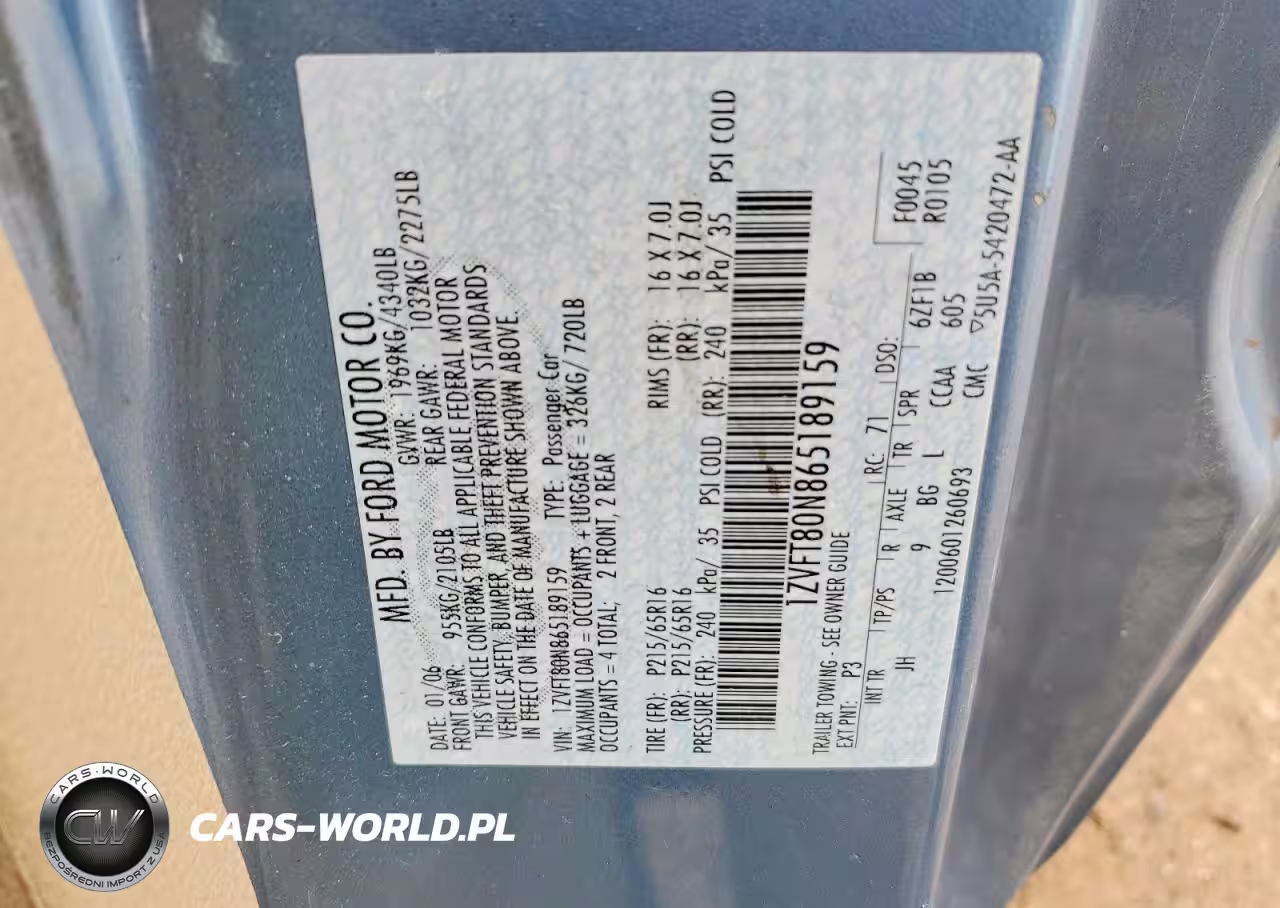 MFD. BY FORD MOTOR CO.
DATE: 01/06 GVWR: 1969KG/4340LB
FRONT GAWR: 955KG/2105LB REAR GAWR: 1032KG/2275LB
THIS VEHICLE CONFORMS TO ALL APPLICABLE FEDERAL MOTOR
VEHICLE SAFETY, BUMPER, AND THEFT PREVENTION STANDARDS
IN EFFECT ON THE DATE OF MANUFACTURE SHOWN ABOVE.
VIN: 1ZVFT80N865189159 TYPE: Passenger Car
MAXIMUM LOAD = OCCUPANTS + LUGGAGE = 326KG/720LB
OCCUPANTS = 4 TOTAL; 2 FRONT, 2 REAR
TIRE (FR): P215/65R16 RIMS (FR): 16 X 7.0J
(RR): P215/65R16 (RR): 16 X 7.0J
PRESSURE (FR): 240 kPa/ 35 PSI COLD (RR): 240 kPa/ 35 PSI COLD
1ZVFT80N865189159
TRAILER TOWING - SEE OWNER GUIDE
EXT PNT: P3 RC: 71 DSO: F0045
INT TR TP/PS R AXLE TR SPR 6ZF1B R0105
JH 9 BG L CCAA 605
1200601260693 CMC ▽5U5A-5420472-AA
CARS-WORLD
CW
BEZPOŚREDNI IMPORT Z USA
CARS-WORLD.PL